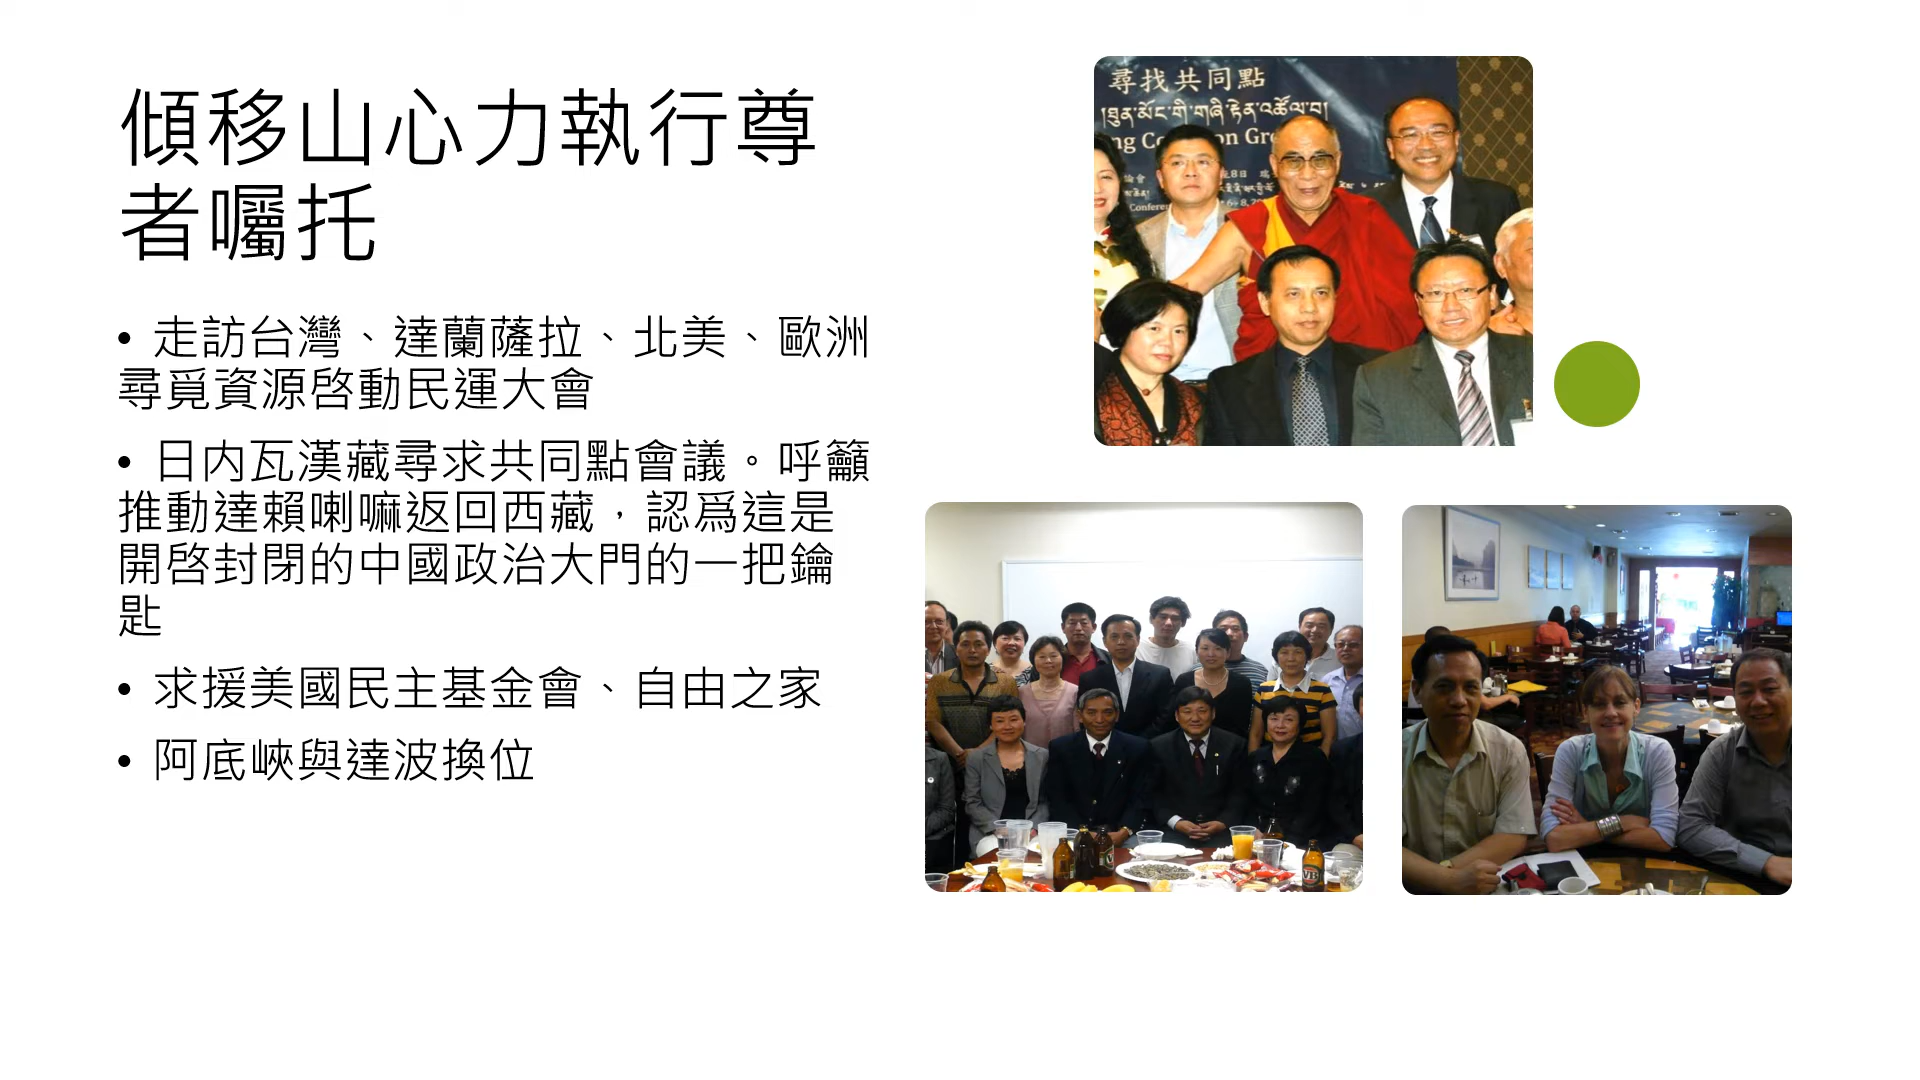 傾移山心力執行尊
者囑托
• 走訪台灣、達蘭薩拉、北美、歐洲
尋覓資源啓動民運大會
• 日内瓦漢藏尋求共同點會議。呼籲
推動達賴喇嘛返回西藏，認爲這是
開啓封閉的中國政治大門的一把鑰
匙
• 求援美國民主基金會、自由之家
• 阿底峽與達波換位
尋找共同點
VB